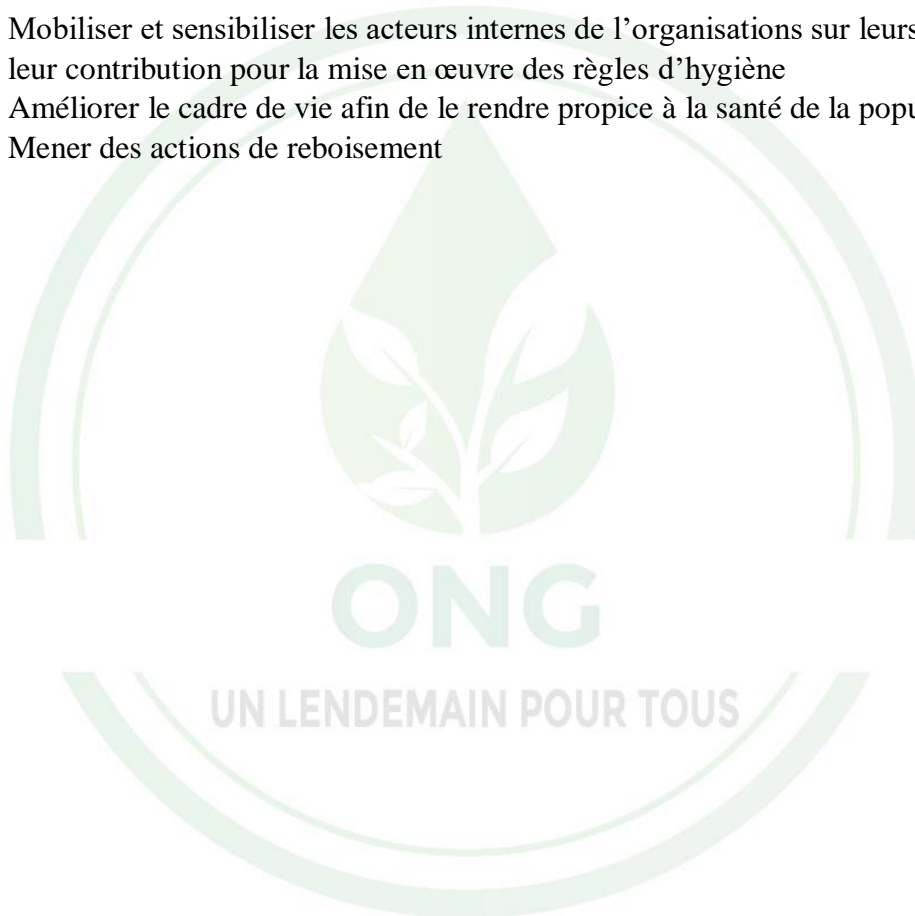 Mobiliser et sensibiliser les acteurs internes de l’organisations sur leurs
leur contribution pour la mise en œuvre des règles d’hygiène
Améliorer le cadre de vie afin de le rendre propice à la santé de la popu
Mener des actions de reboisement
ONG
UN LENDEMAIN POUR TOUS